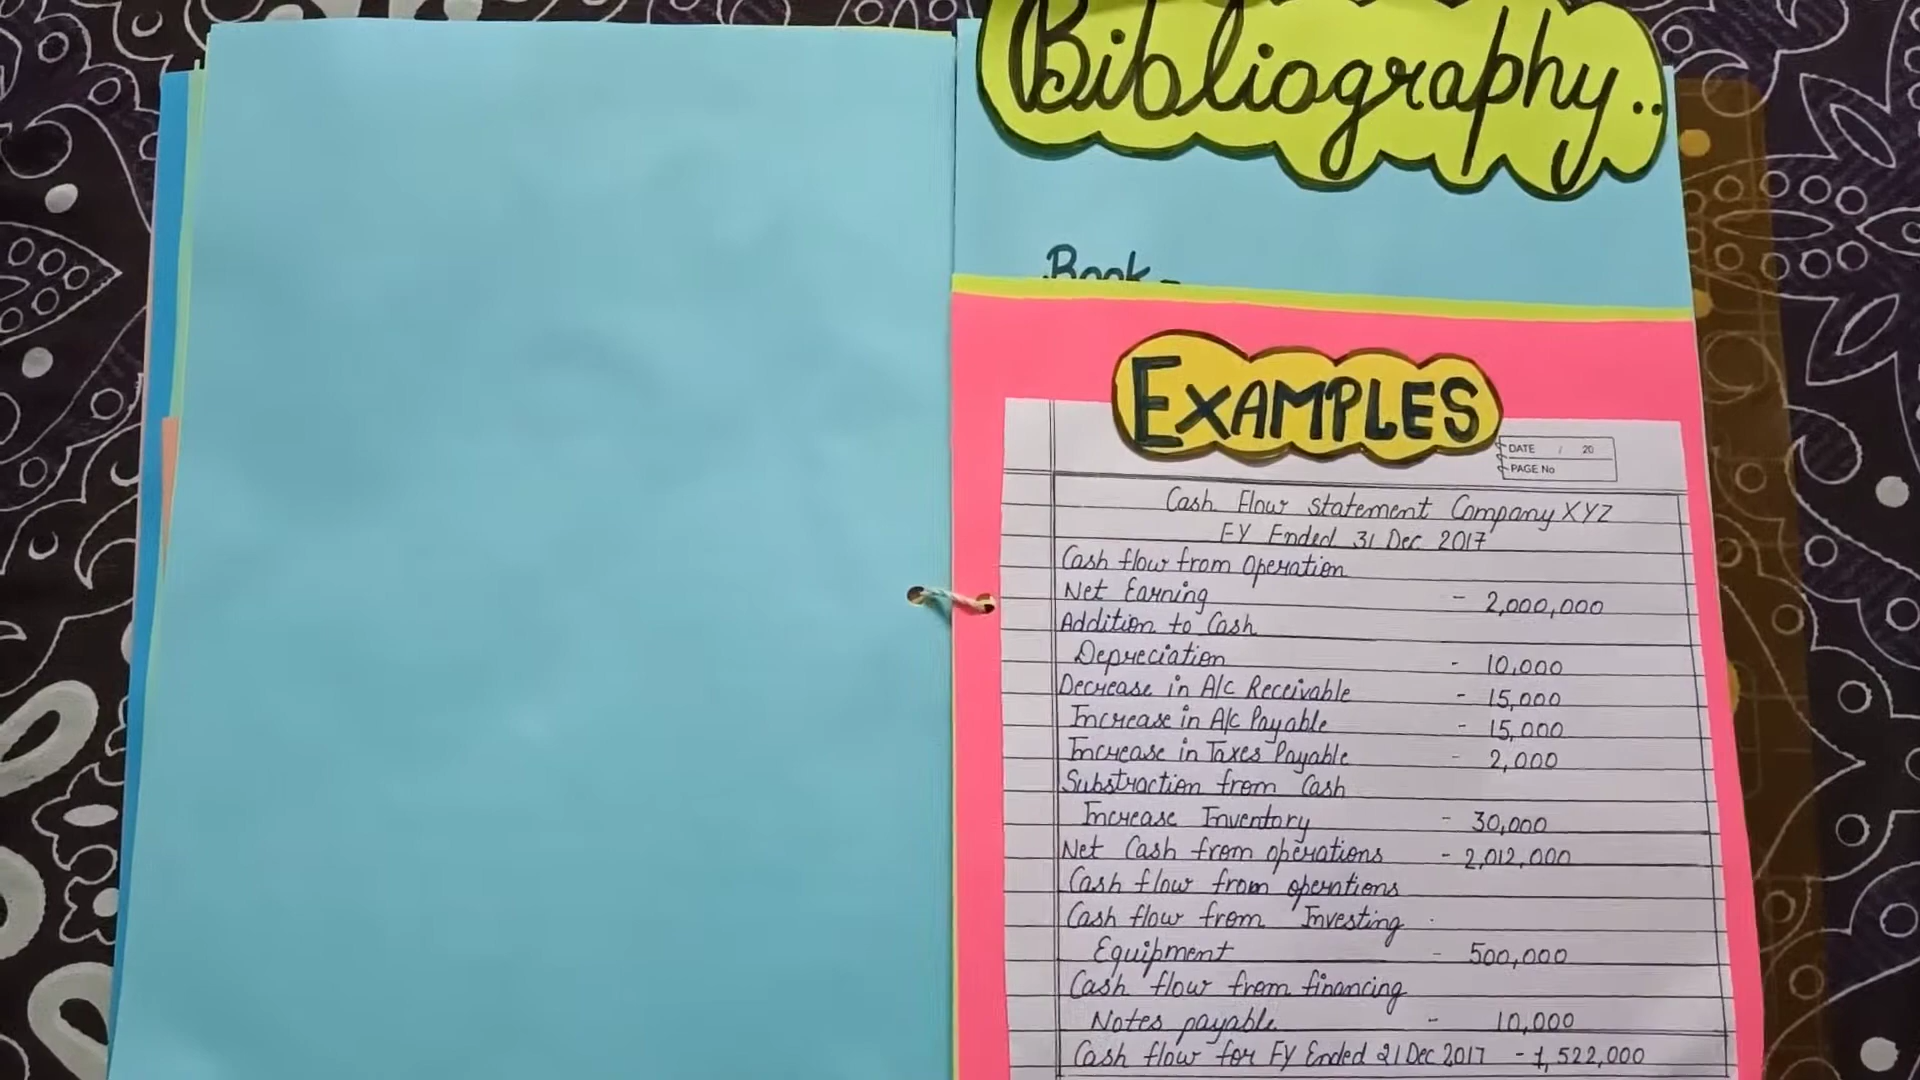 Bibliography..
Book -
EXAMPLES
DATE / 20
PAGE No
Cash Flow Statement Company XYZ
FY Ended 31 Dec 2017
Cash flow from Operation
Net Earning - 2,000,000
Addition to Cash
Depreciation - 10,000
Decrease in A/c Receivable - 15,000
Increase in A/c Payable - 15,000
Increase in Taxes Payable - 2,000
Substraction from Cash
Increase Inventory - 30,000
Net Cash from operations - 2,012,000
Cash flow from operations
Cash flow from Investing
Equipment - 500,000
Cash flow from financing
Notes payable - 10,000
Cash flow for FY Ended 21 Dec 2017 - 1,522,000